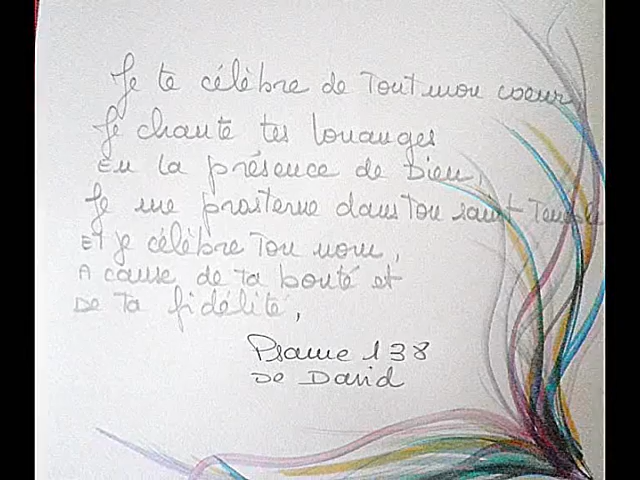 Je te célèbre de Tout mon coeur
Je chante tes louanges
En la présence de Dieu,
Je me prosterne dans Ton saint Temple
Et je célèbre Ton nom,
A cause de ta bonté et
De Ta fidélité,
Psaume 138
De David